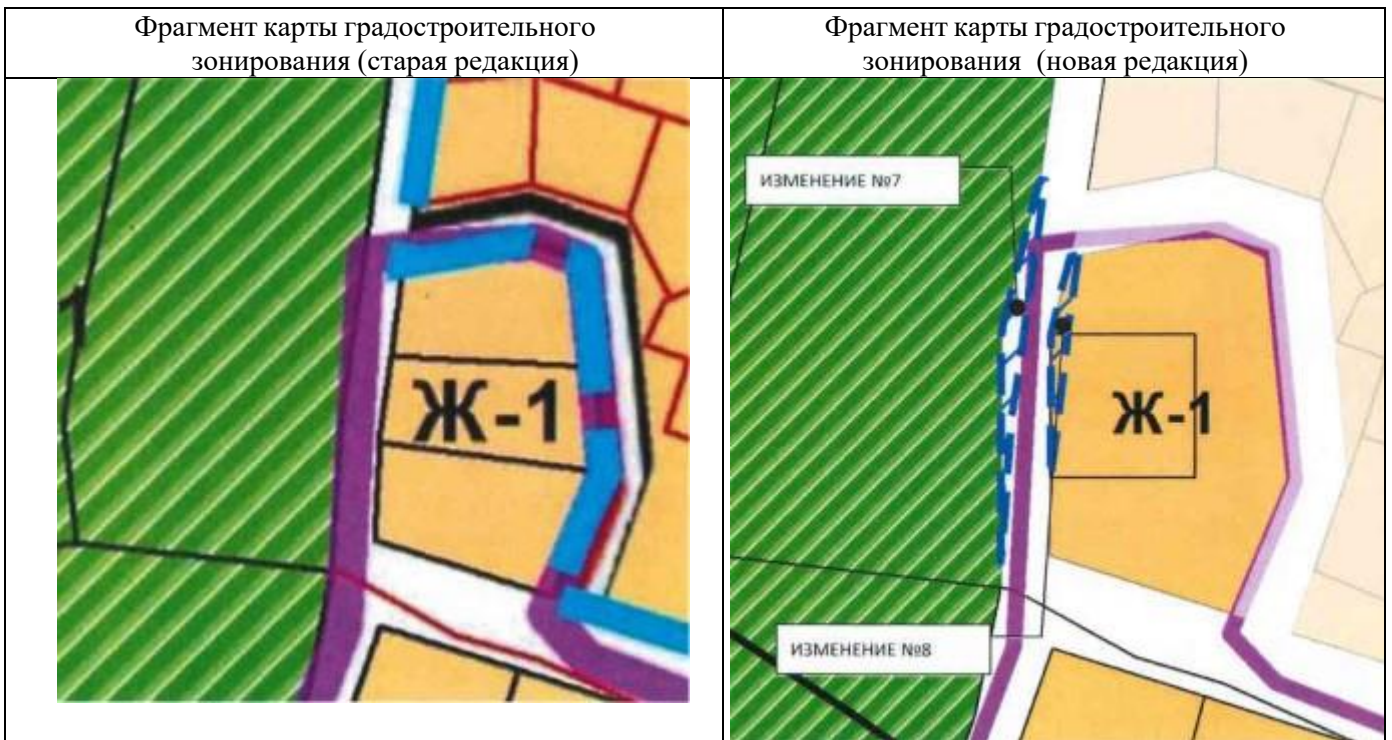 Фрагмент карты градостроительного
зонирования (старая редакция)
Фрагмент карты градостроительного
зонирования (новая редакция)
Ж-1
ИЗМЕНЕНИЕ №7
Ж-1
ИЗМЕНЕНИЕ №8